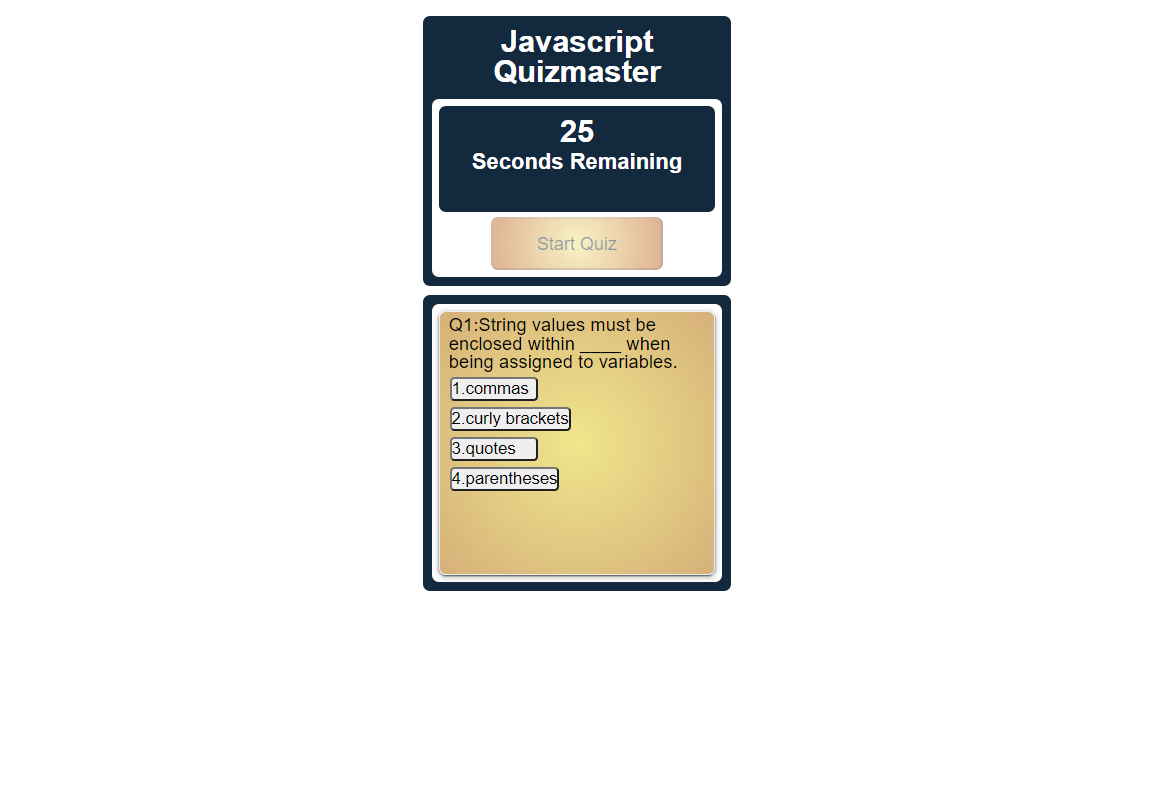 Javascript
Quizmaster
25
Seconds Remaining
Start Quiz
Q1:String values must be
enclosed within ____ when
being assigned to variables.
1.commas
2.curly brackets
3.quotes
4.parentheses